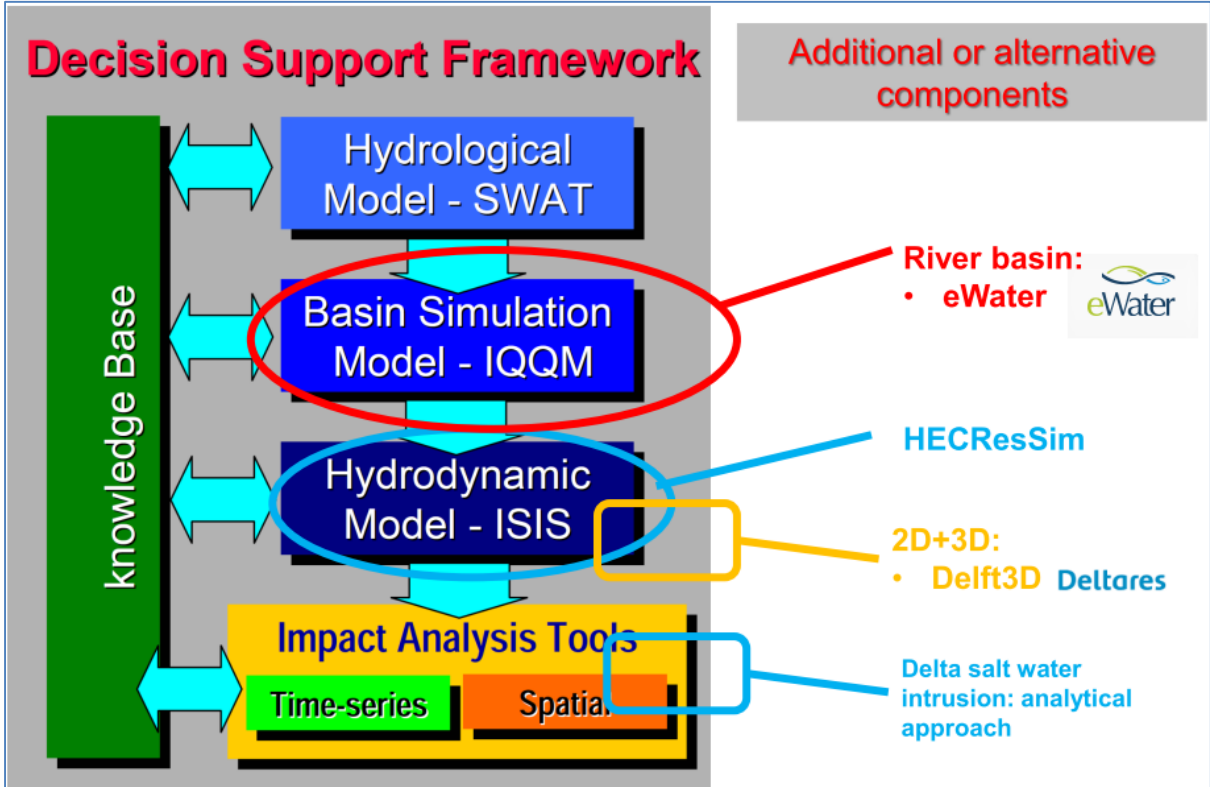 Decision Support Framework
Additional or alternative
components
knowledge Base
Hydrological
Model - SWAT
Basin Simulation
Model - IQQM
Hydrodynamic
Model - ISIS
Impact Analysis Tools
Time-series
Spatial
River basin:
• eWater
eWater
HECResSim
2D+3D:
• Delft3D Deltares
Delta salt water
intrusion: analytical
approach